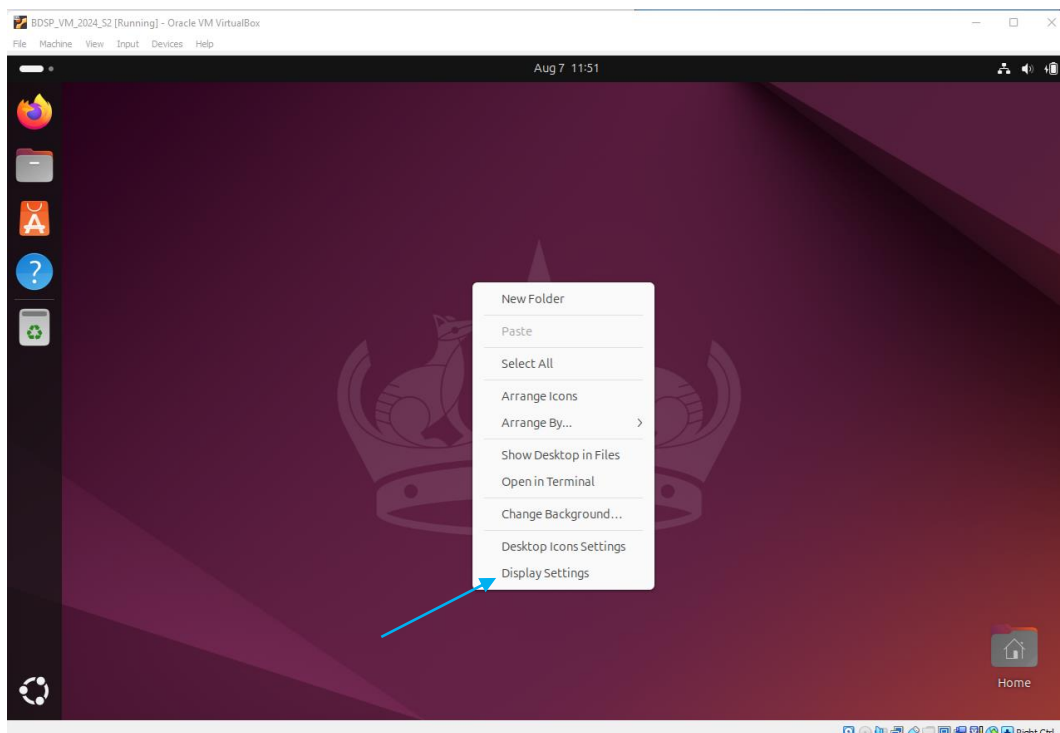 BDSP_VM_2024_S2 [Running] - Oracle VM VirtualBox
File Machine View Input Devices Help
Aug 7 11:51
New Folder
Paste
Select All
Arrange Icons
Arrange By...
Show Desktop in Files
Open in Terminal
Change Background...
Desktop Icons Settings
Display Settings
Home
Right Ctrl